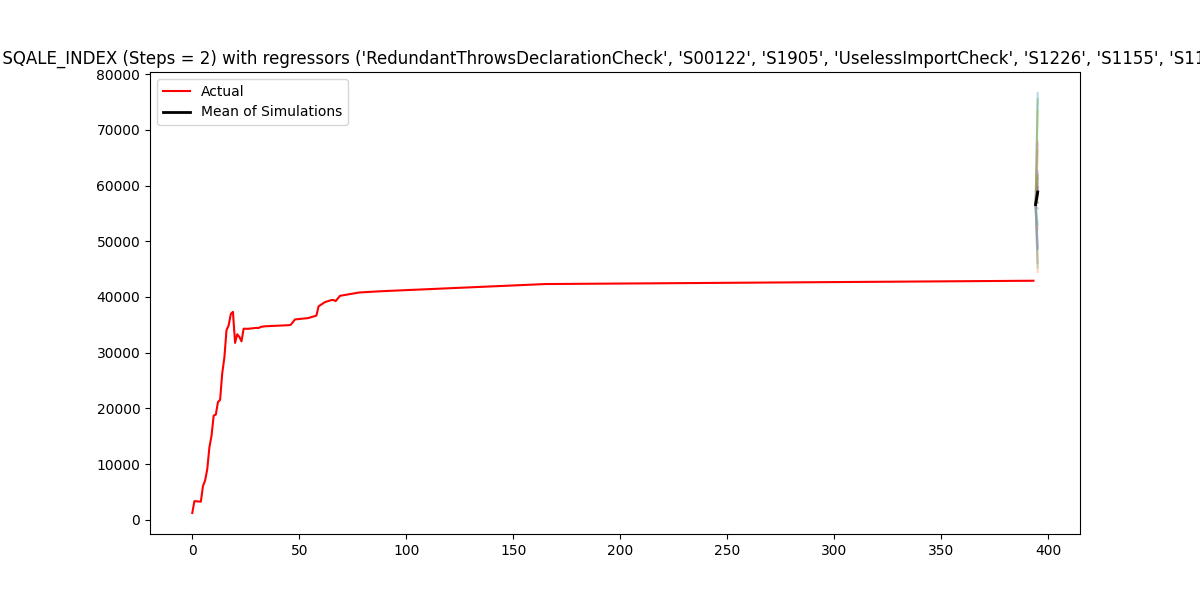 SQALE_INDEX (Steps = 2) with regressors ('RedundantThrowsDeclarationCheck', 'S00122', 'S1905', 'UselessImportCheck', 'S1226', 'S1155', 'S11
80000
70000
60000
50000
40000
30000
20000
10000
0
Actual
Mean of Simulations
0 50 100 150 200 250 300 350 400